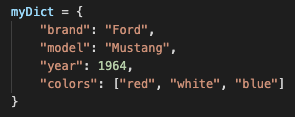 myDict = {
    "brand": "Ford",
    "model": "Mustang",
    "year": 1964,
    "colors": ["red", "white", "blue"]
}